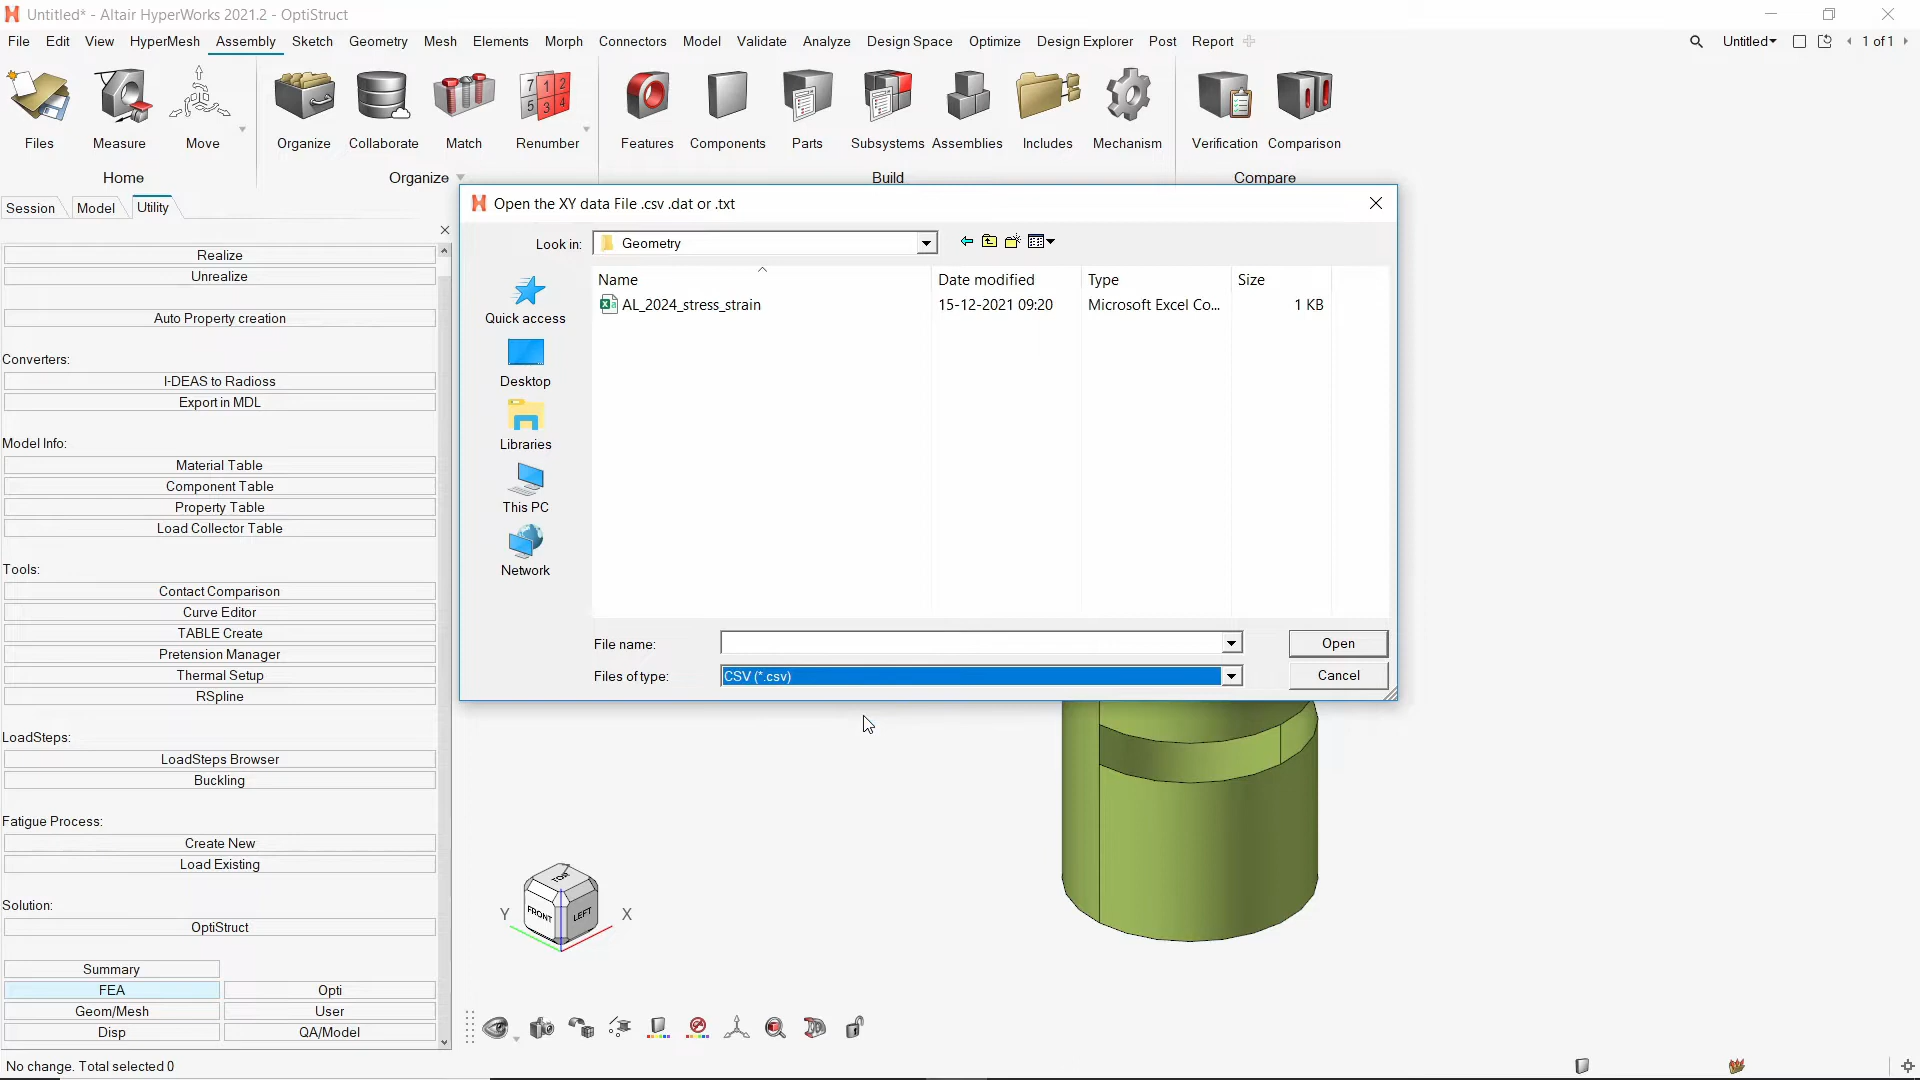 Untitled* - Altair HyperWorks 2021.2 - OptiStruct
File Edit View HyperMesh Assembly Sketch Geometry Mesh Elements Morph Connectors Model Validate Analyze Design Space Optimize Design Explorer Post Report Untitled 1 of 1
Files Measure Move Organize Collaborate Match Renumber Features Components Parts Subsystems Assemblies Includes Mechanism Verification Comparison
Home Organize Build Compare
Session Model Utility
Realize
Unrealize
Auto Property creation
Converters:
I-DEAS to Radioss
Export in MDL
Model Info:
Material Table
Component Table
Property Table
Load Collector Table
Tools:
Contact Comparison
Curve Editor
TABLE Create
Pretension Manager
Thermal Setup
RSpline
LoadSteps:
LoadSteps Browser
Buckling
Fatigue Process:
Create New
Load Existing
Solution:
OptiStruct
Summary
FEA Opti
Geom/Mesh User
Disp QA/Model
Open the XY data File .csv .dat or .txt
Look in: Geometry
Name Date modified Type Size
AL_2024_stress_strain 15-12-2021 09:20 Microsoft Excel Co... 1 KB
Quick access
Desktop
Libraries
This PC
Network
File name: Open
Files of type: CSV (*.csv) Cancel
TOP
FRONT LEFT
Y X
No change. Total selected 0